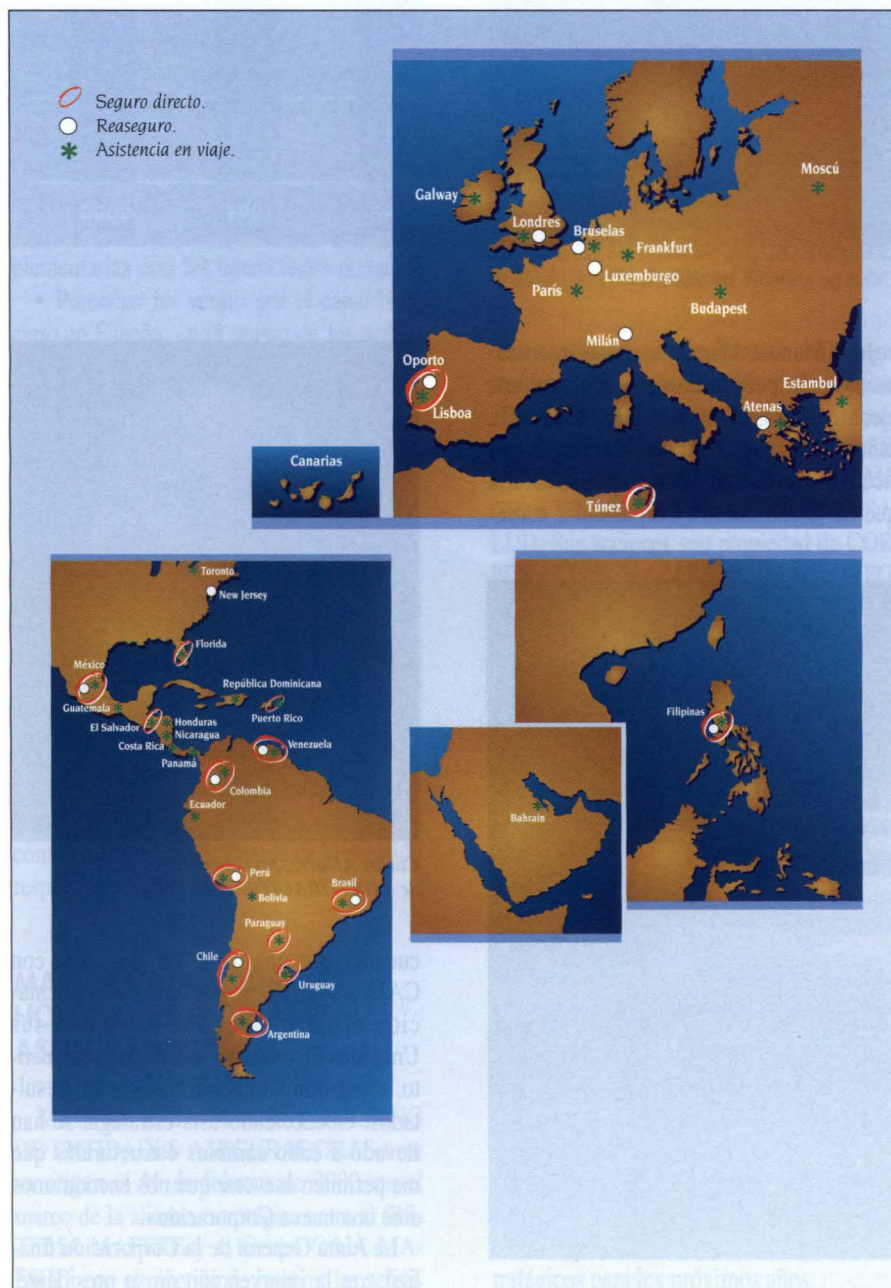 Seguro directo.
Reaseguro.
Asistencia en viaje.
Moscú
Galway
Londres
Bruselas
Frankfurt
Luxemburgo
París
Budapest
Milán
Oporto
Lisboa
Estambul
Atenas
Canarias
Túnez
Toronto
New Jersey
Florida
México
República Dominicana
Guatemala
Puerto Rico
El Salvador
Honduras
Nicaragua
Costa Rica
Venezuela
Panamá
Colombia
Ecuador
Perú
Bolisia
Brasil
Paraguay
Chile
Uruguay
Argentina
Filipinas
Bahrain